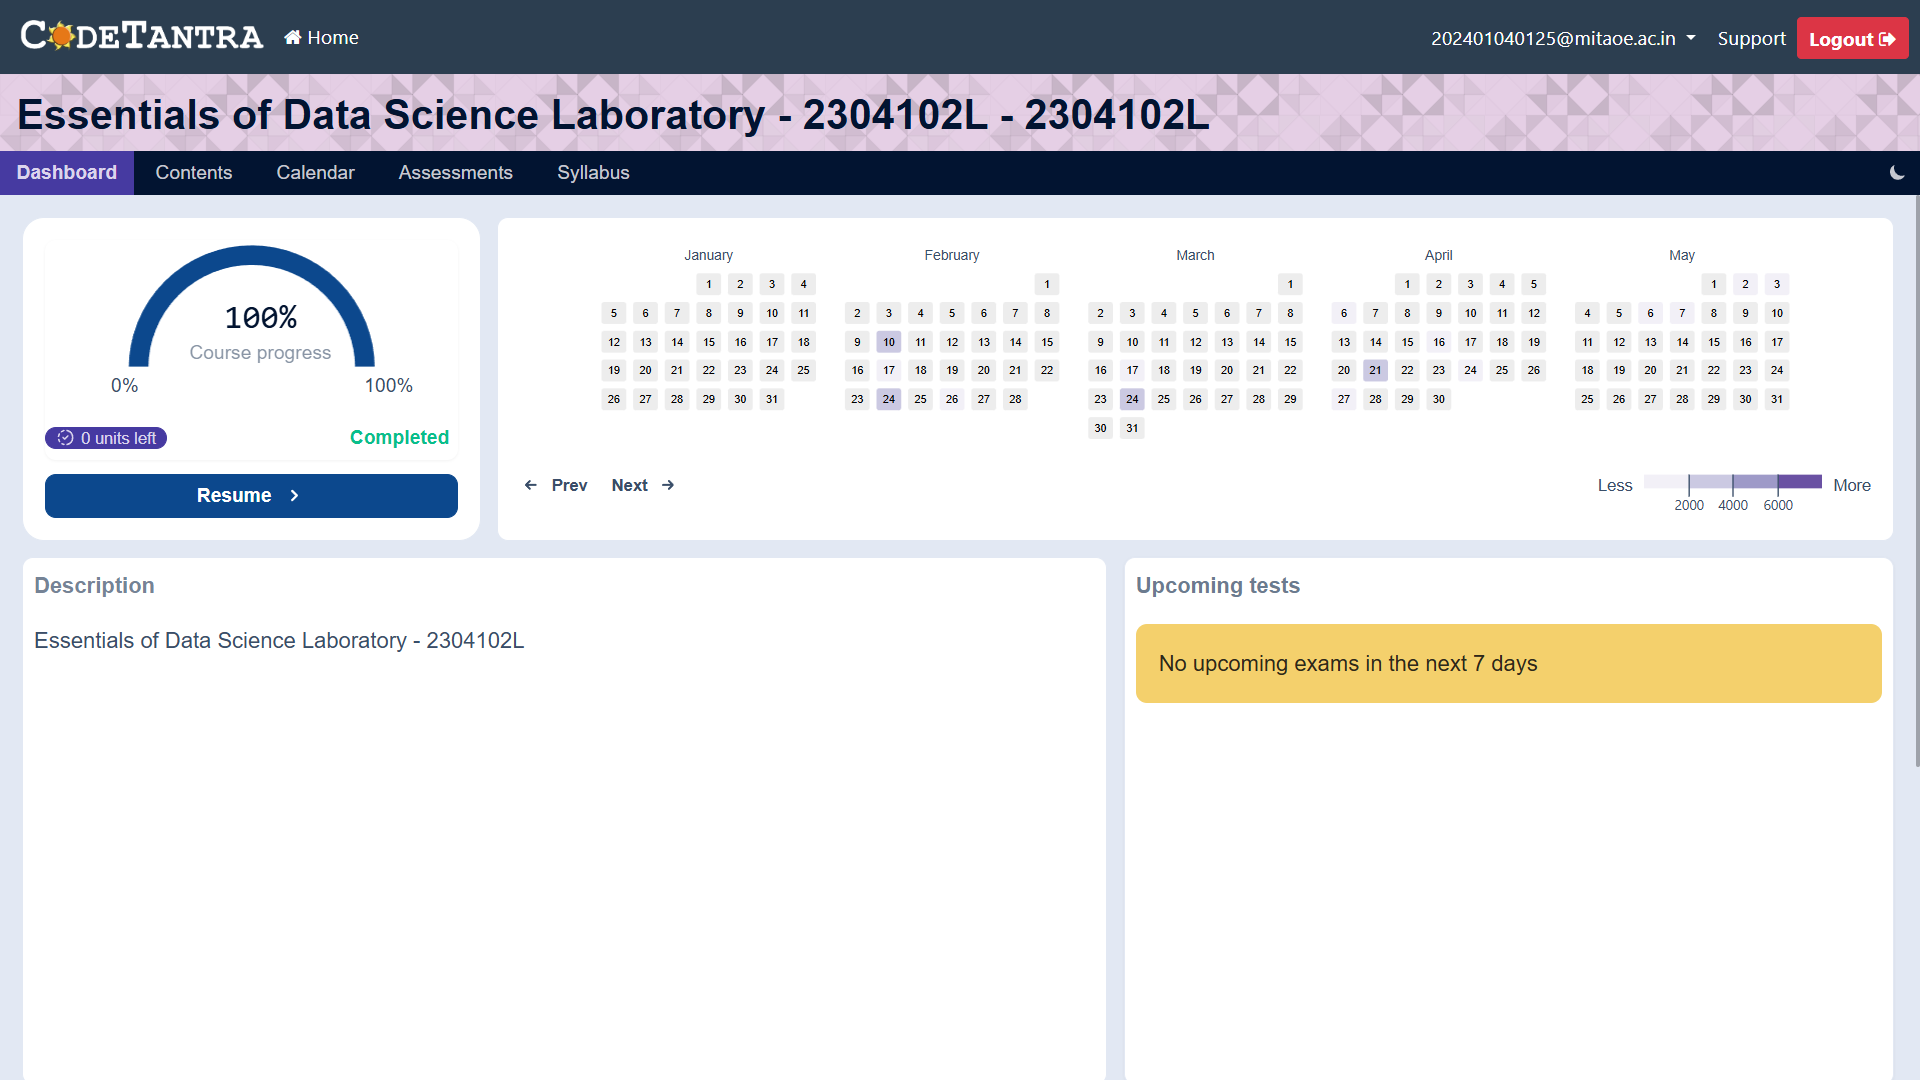 CODETANTRA Home 202401040125@mitaoe.ac.in Support Logout
Essentials of Data Science Laboratory - 2304102L - 2304102L
Dashboard Contents Calendar Assessments Syllabus
100%
Course progress
0% 100%
0 units left Completed
Resume
January
1 2 3 4
5 6 7 8 9 10 11
12 13 14 15 16 17 18
19 20 21 22 23 24 25
26 27 28 29 30 31
February
1
2 3 4 5 6 7 8
9 10 11 12 13 14 15
16 17 18 19 20 21 22
23 24 25 26 27 28
March
1
2 3 4 5 6 7 8
9 10 11 12 13 14 15
16 17 18 19 20 21 22
23 24 25 26 27 28 29
30 31
April
1 2 3 4 5
6 7 8 9 10 11 12
13 14 15 16 17 18 19
20 21 22 23 24 25 26
27 28 29 30
May
1 2 3
4 5 6 7 8 9 10
11 12 13 14 15 16 17
18 19 20 21 22 23 24
25 26 27 28 29 30 31
Prev Next
Less More
2000 4000 6000
Description
Essentials of Data Science Laboratory - 2304102L
Upcoming tests
No upcoming exams in the next 7 days